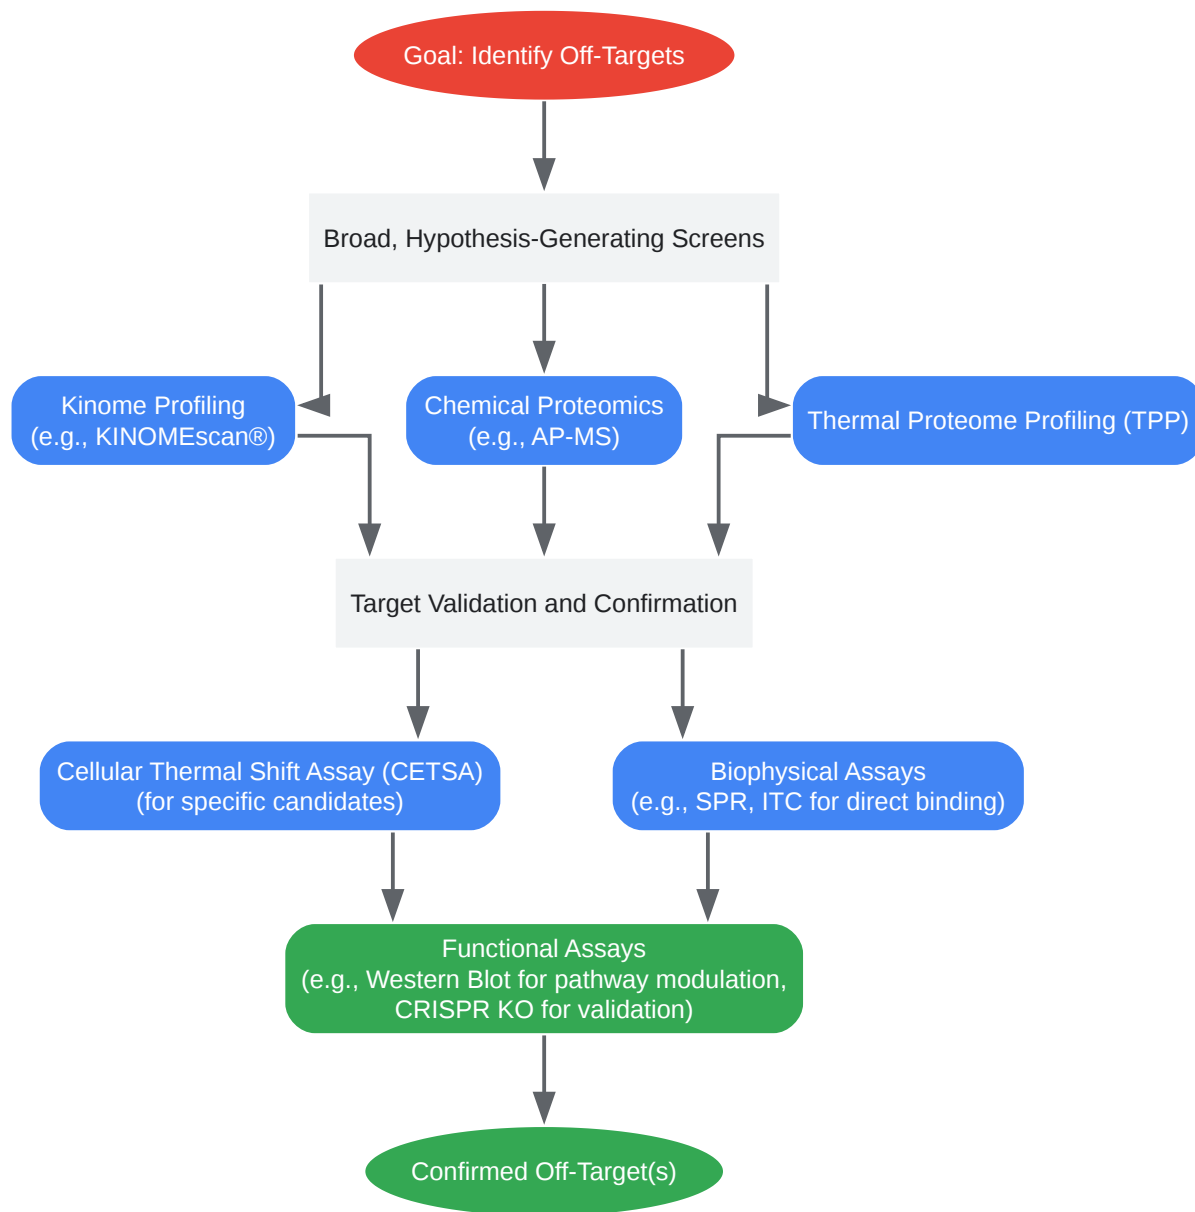 Goal: Identify Off-Targets
Broad, Hypothesis-Generating Screens
Kinome Profiling
(e.g., KINOMEscan®)
Chemical Proteomics
(e.g., AP-MS)
Thermal Proteome Profiling (TPP)
Target Validation and Confirmation
Cellular Thermal Shift Assay (CETSA)
(for specific candidates)
Biophysical Assays
(e.g., SPR, ITC for direct binding)
Functional Assays
(e.g., Western Blot for pathway modulation,
CRISPR KO for validation)
Confirmed Off-Target(s)